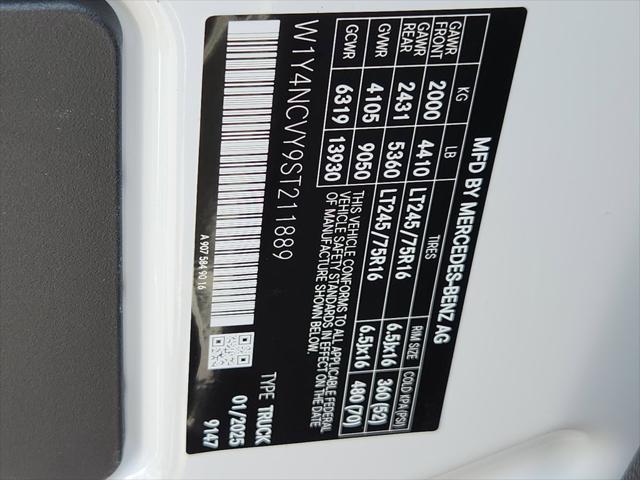 MFD BY MERCEDES-BENZ AG
KG LB TIRES RIM SIZE COLD KPA (PSI)
GAWR FRONT 2000 4410 LT245/75R16 6.5Jx16 360 (52)
GAWR REAR 2431 5360 LT245/75R16 6.5Jx16 480 (70)
GVWR 4105 9050
GCWR 6319 13930
THIS VEHICLE CONFORMS TO ALL APPLICABLE FEDERAL
VEHICLE SAFETY STANDARDS IN EFFECT ON THE DATE
OF MANUFACTURE SHOWN ABOVE.
W1Y4NCVY9ST211889
TYPE TRUCK
01/2025
9147
A 907 584 90 16